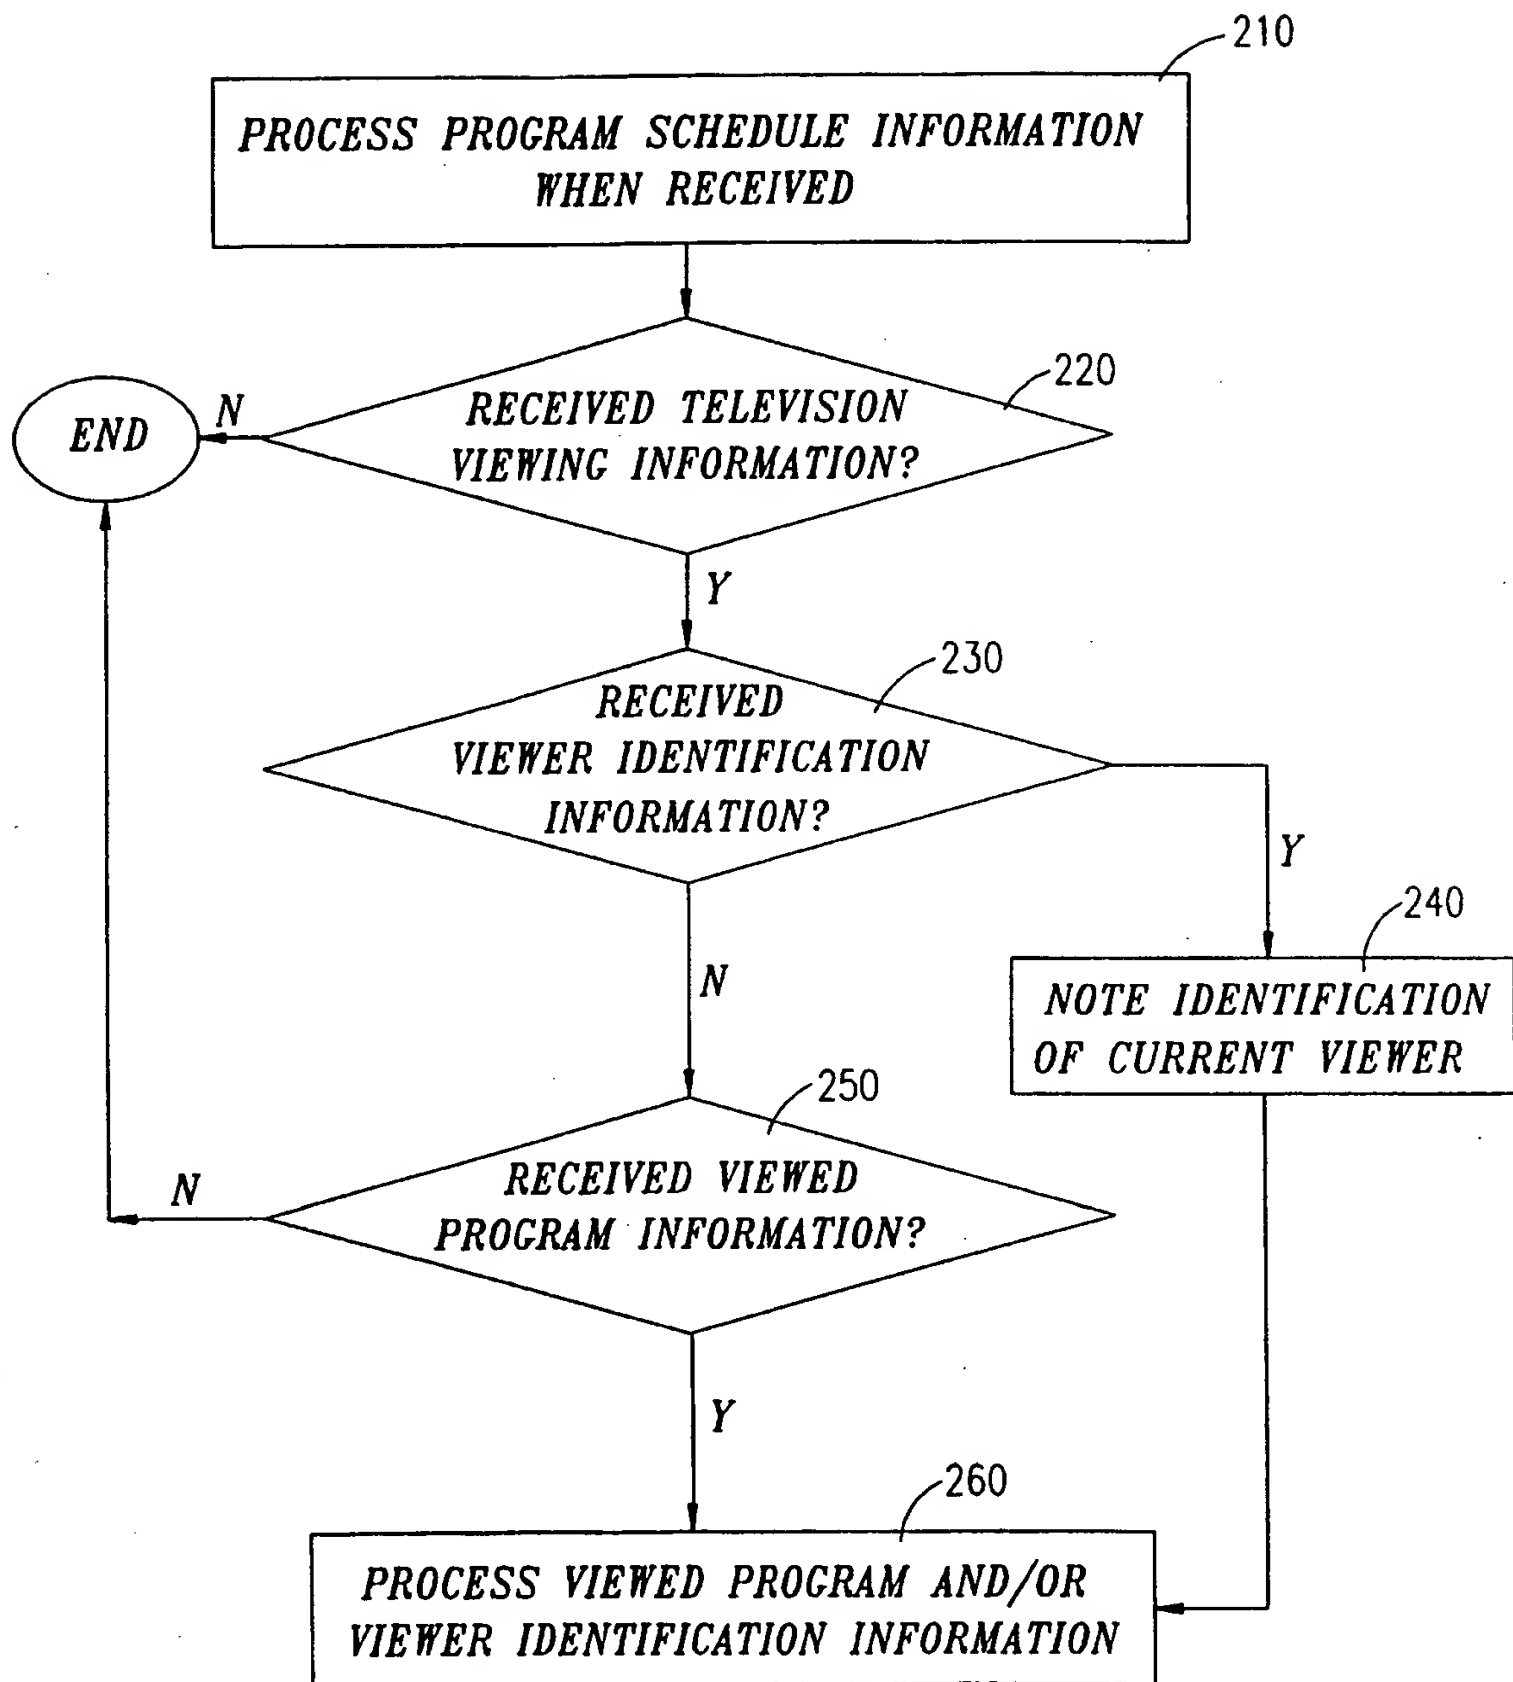 210
PROCESS PROGRAM SCHEDULE INFORMATION
WHEN RECEIVED
220
RECEIVED TELEVISION
VIEWING INFORMATION?
N
END
Y
230
RECEIVED
VIEWER IDENTIFICATION
INFORMATION?
Y
240
NOTE IDENTIFICATION
OF CURRENT VIEWER
N
250
RECEIVED VIEWED
PROGRAM INFORMATION?
N
Y
260
PROCESS VIEWED PROGRAM AND/OR
VIEWER IDENTIFICATION INFORMATION